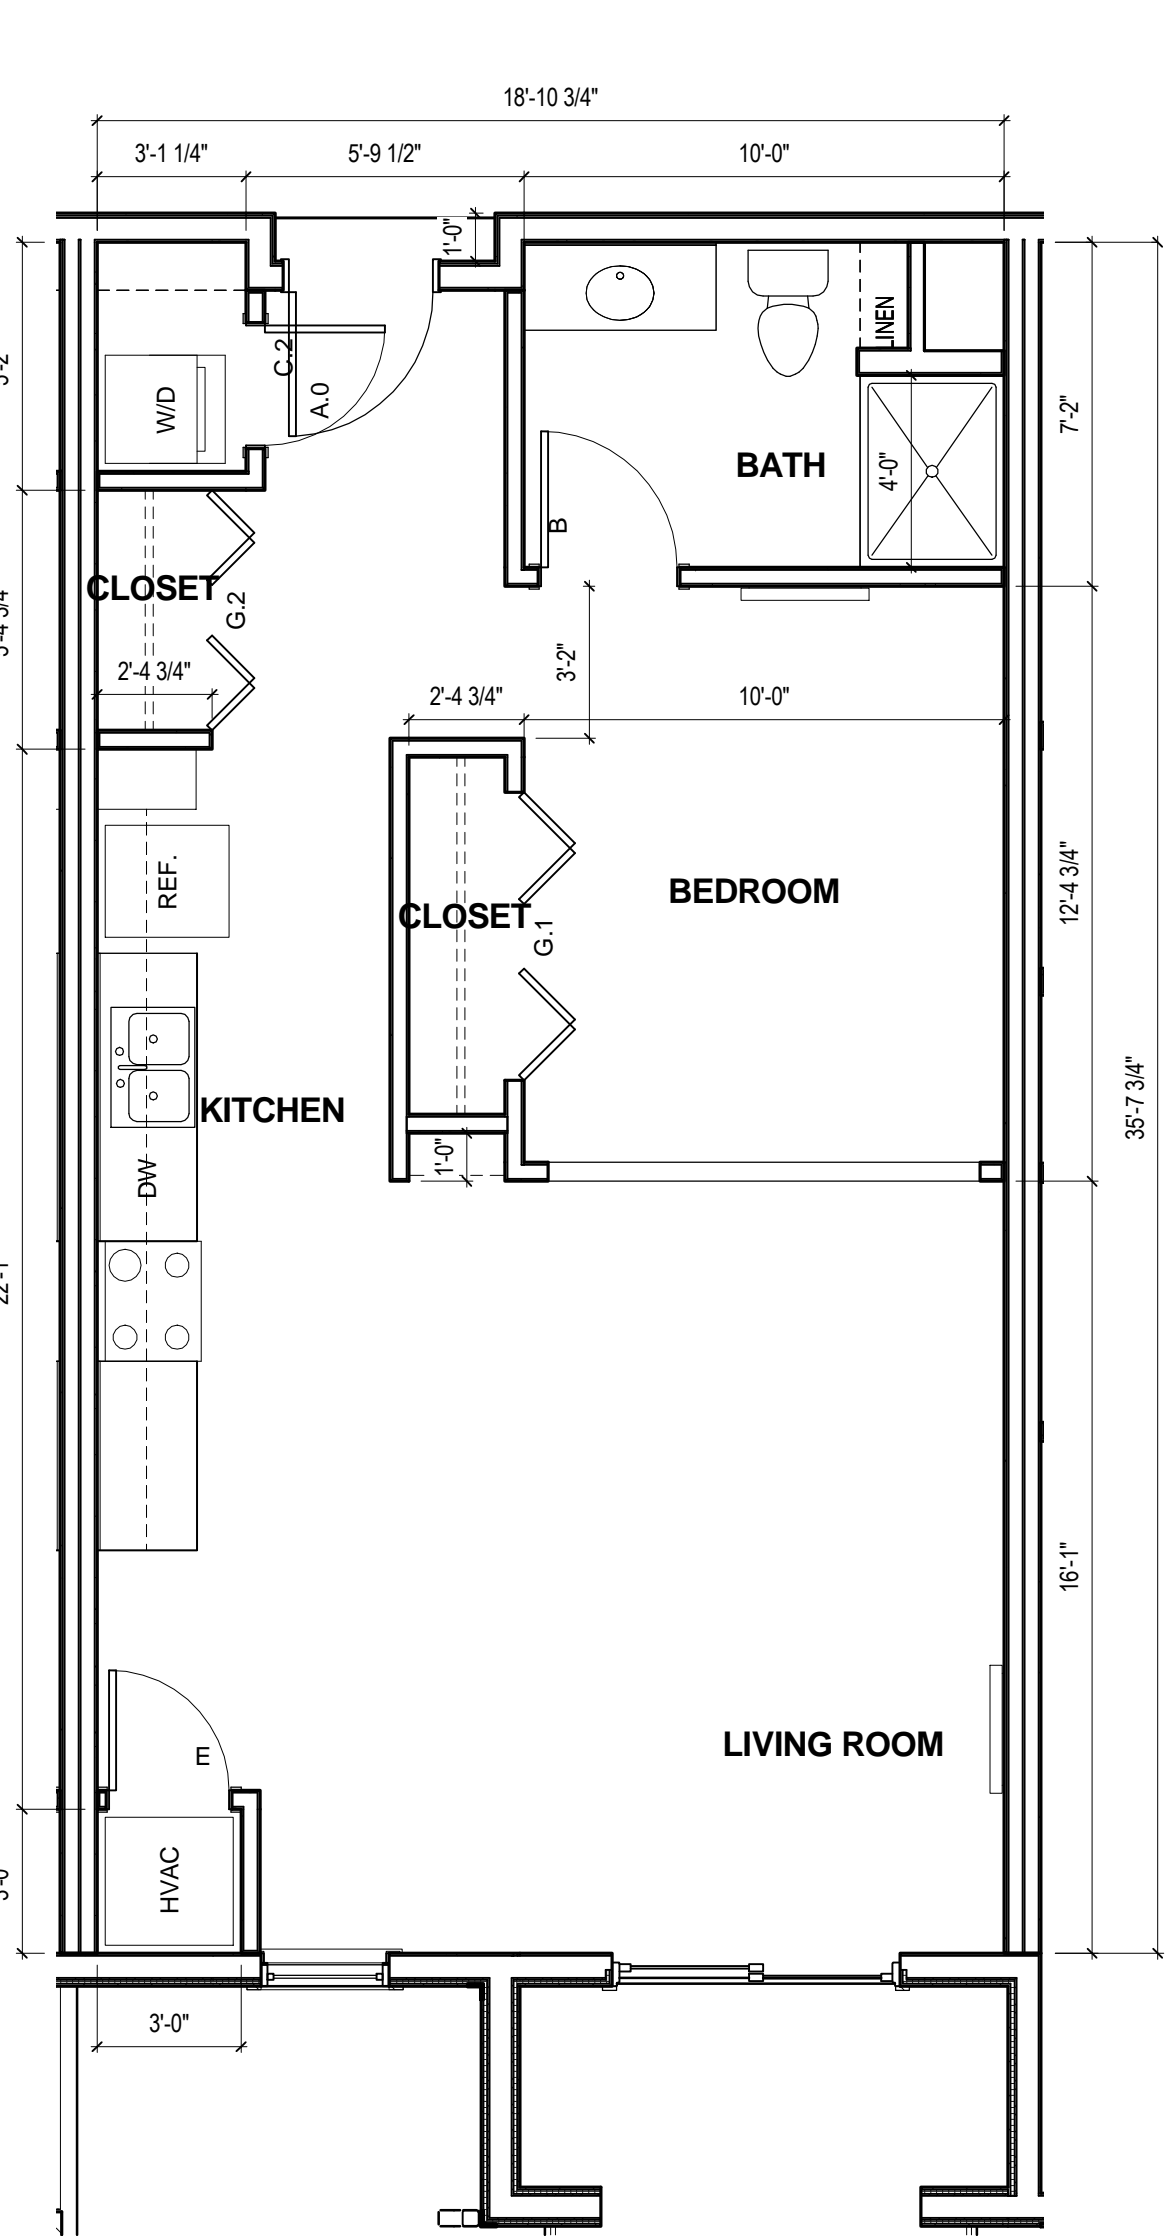 18'-10 3/4"
3'-1 1/4"
5'-9 1/2"
10'-0"
1'-0"
C.2
A.0
W/D
BATH
4'-0"
7'-2"
B
CLOSET
G.2
2'-4 3/4"
3'-2"
2'-4 3/4"
10'-0"
REF.
CLOSET
G.1
BEDROOM
12'-4 3/4"
35'-7 3/4"
KITCHEN
DW
1'-0"
22'-1"
16'-1"
E
LIVING ROOM
HVAC
3'-0"